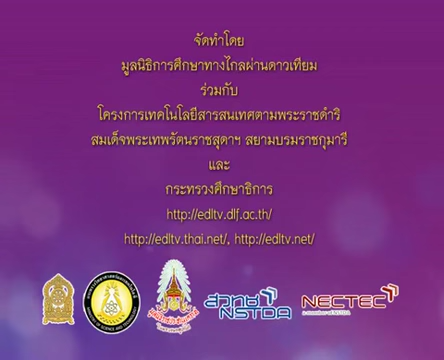 จัดทำโดย
มูลนิธิการศึกษาทางไกลผ่านดาวเทียม
ร่วมกับ
โครงการเทคโนโลยีสารสนเทศตามพระราชดำริ
สมเด็จพระเทพรัตนราชสุดาฯ สยามบรมราชกุมารี
และ
กระทรวงศึกษาธิการ
http://edltv.dlf.ac.th/
http://edltv.thai.net/, http://edltv.net/
สวทช
NSTDA
NECTEC
a member of NSTDA